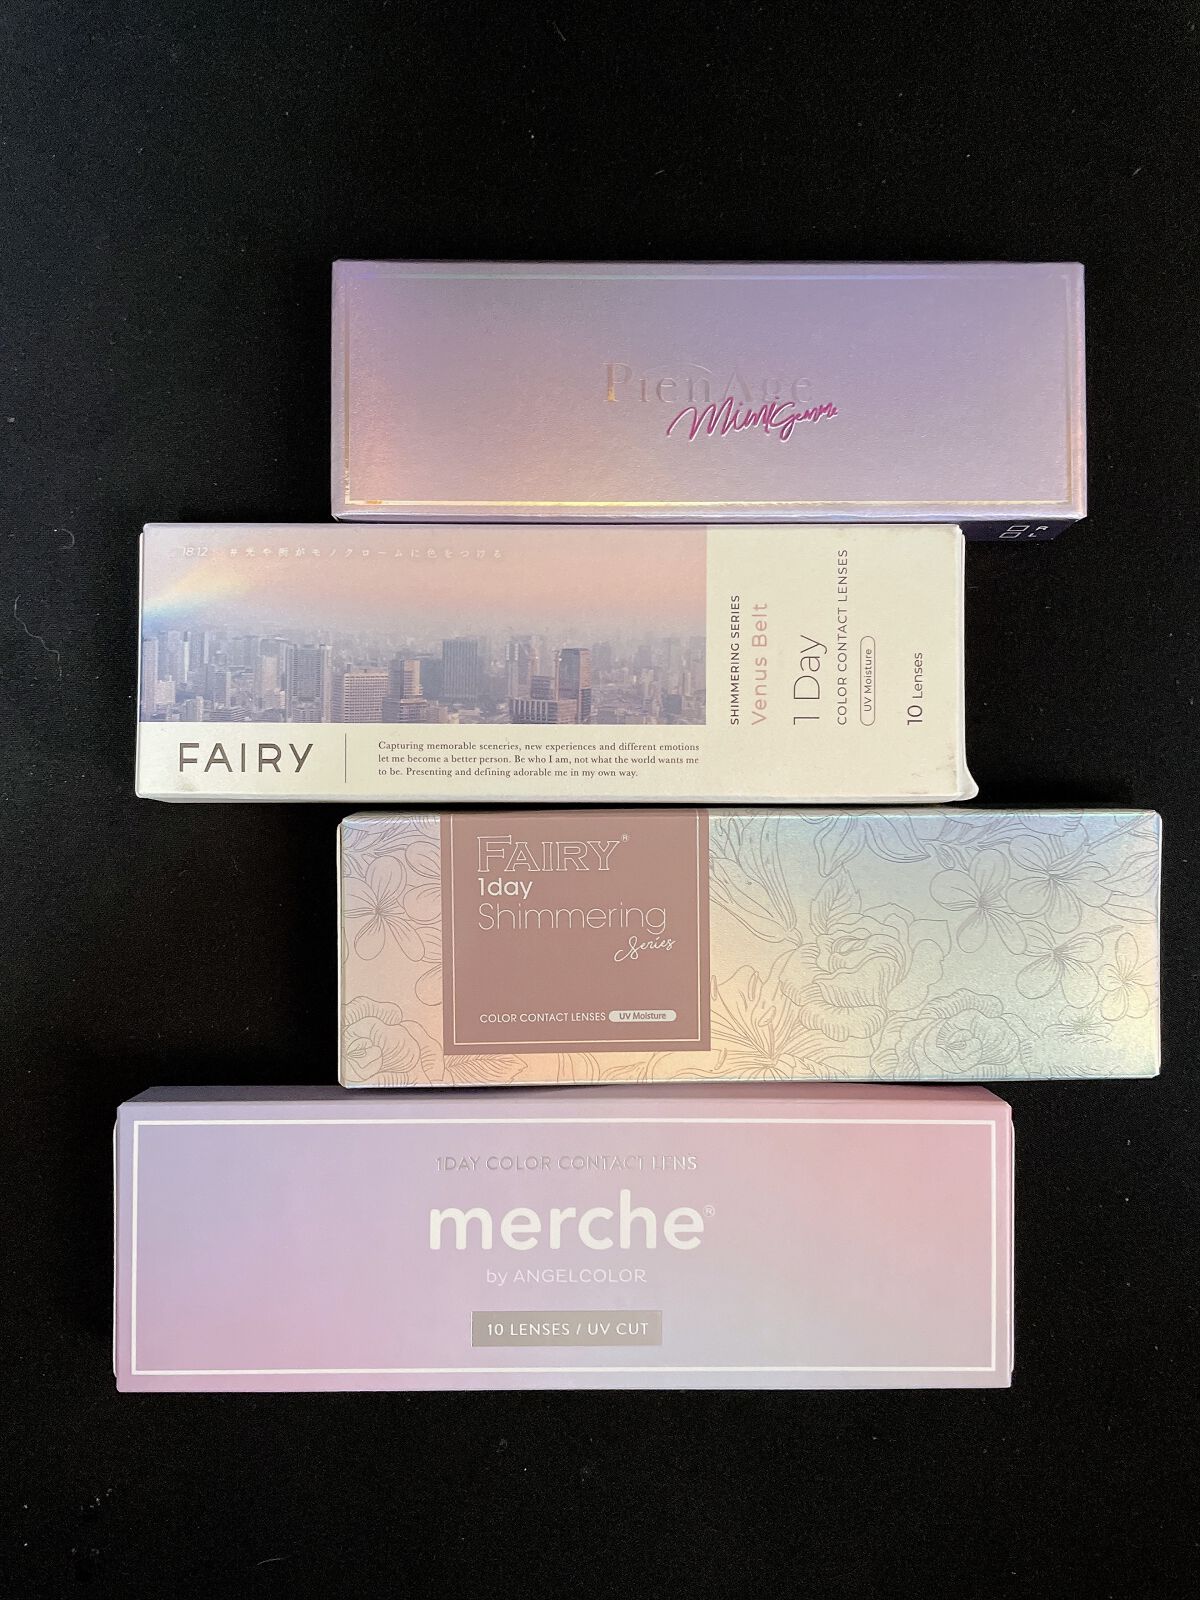 PienAge
MimiGemme
R
L
18:12 #光や街がモノクロームに色をつける
FAIRY
Capturing memorable sceneries, new experiences and different emotions
let me become a better person. Be who I am, not what the world wants me
to be. Presenting and defining adorable me in my own way.
SHIMMERING SERIES
Venus Belt
1 Day
COLOR CONTACT LENSES
UV Moisture
10 Lenses
FAIRY®
1day
Shimmering
Series
COLOR CONTACT LENSES UV Moisture
1DAY COLOR CONTACT LENS
merche®
by ANGELCOLOR
10 LENSES / UV CUT